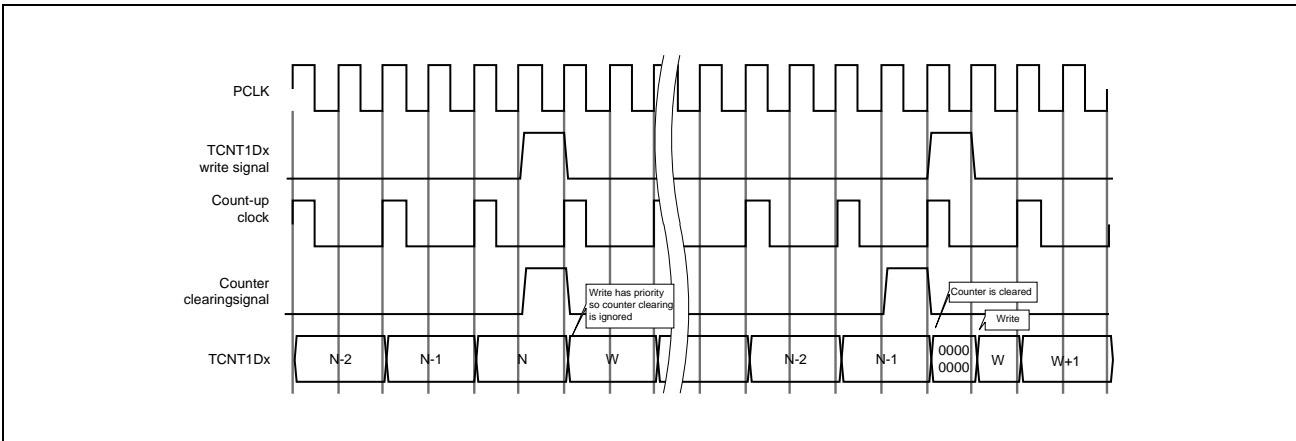 PCLK
TCNT1Dx
write signal
Count-up
clock
Counter
clearingsignal
Write has priority
so counter clearing
is ignored
Counter is cleared
Write
TCNT1Dx
N-2
N-1
N
W
N-2
N-1
0000
0000
W
W+1